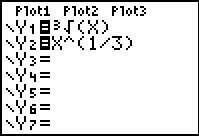 Plot1 Plot2 Plot3
\Y1=³√(X)
\Y2=X^(1/3)
\Y3=
\Y4=
\Y5=
\Y6=
\Y7=